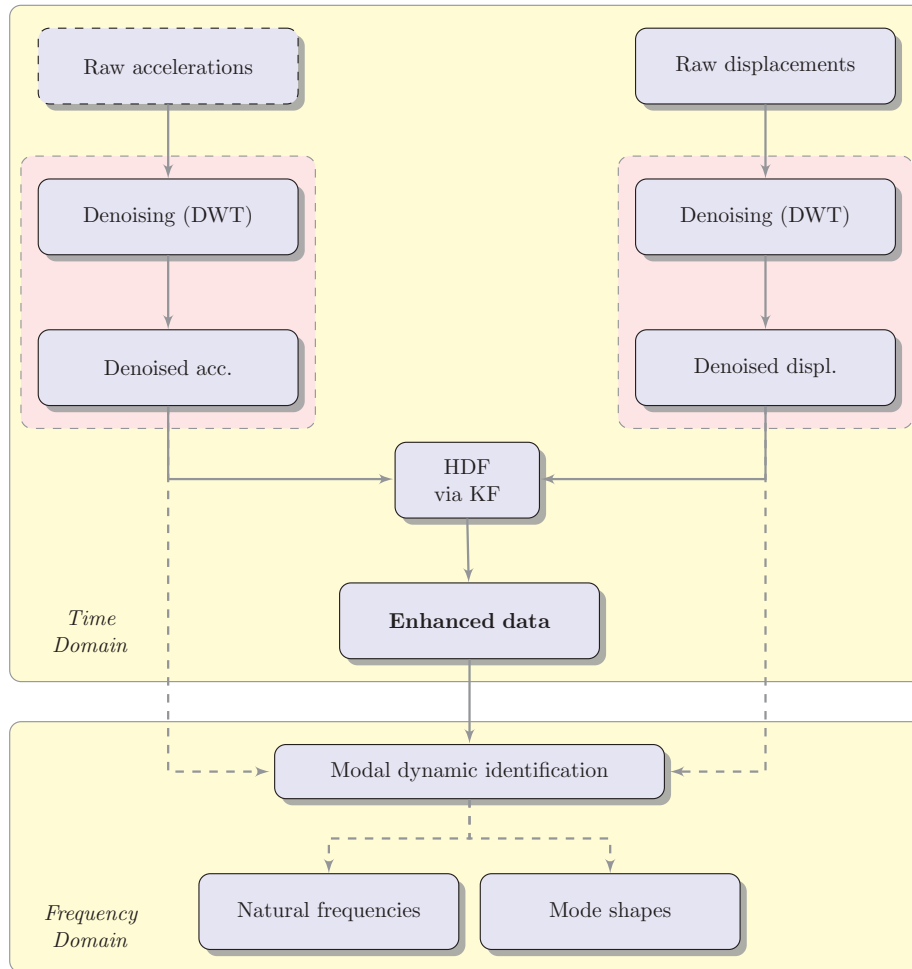 Raw accelerations
Raw displacements
Denoising (DWT)
Denoising (DWT)
Denoised acc.
Denoised displ.
HDF
via KF
Enhanced data
Time
Domain
Modal dynamic identification
Natural frequencies
Mode shapes
Frequency
Domain